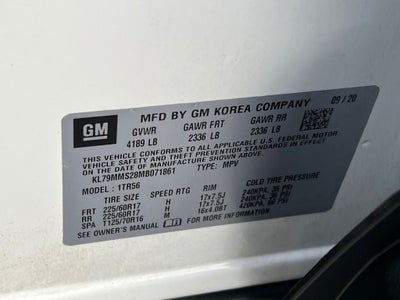 GM
MFD BY GM KOREA COMPANY 09/20
GVWR GAWR FRT GAWR RR
4189 LB 2336 LB 2336 LB
THIS VEHICLE CONFORMS TO ALL APPLICABLE U.S. FEDERAL MOTOR
VEHICLE SAFETY, BUMPER, AND THEFT PREVENTION STANDARDS IN EFFECT ON THE DATE OF MANUFACTURE SHOWN ABOVE.
KL79MMS28MB071861 TYPE: MPV
MODEL: 1TR56
TIRE SIZE SPEED RTG RIM COLD TIRE PRESSURE
FRT 225/60R17 H 17x7.5J 240KPA, 35 PSI
RR 225/60R17 H 17x7.5J 240KPA, 35 PSI
SPA T125/70R16 M 16x4.0BT 420KPA, 60 PSI
SEE OWNER'S MANUAL FOR MORE INFORMATION.